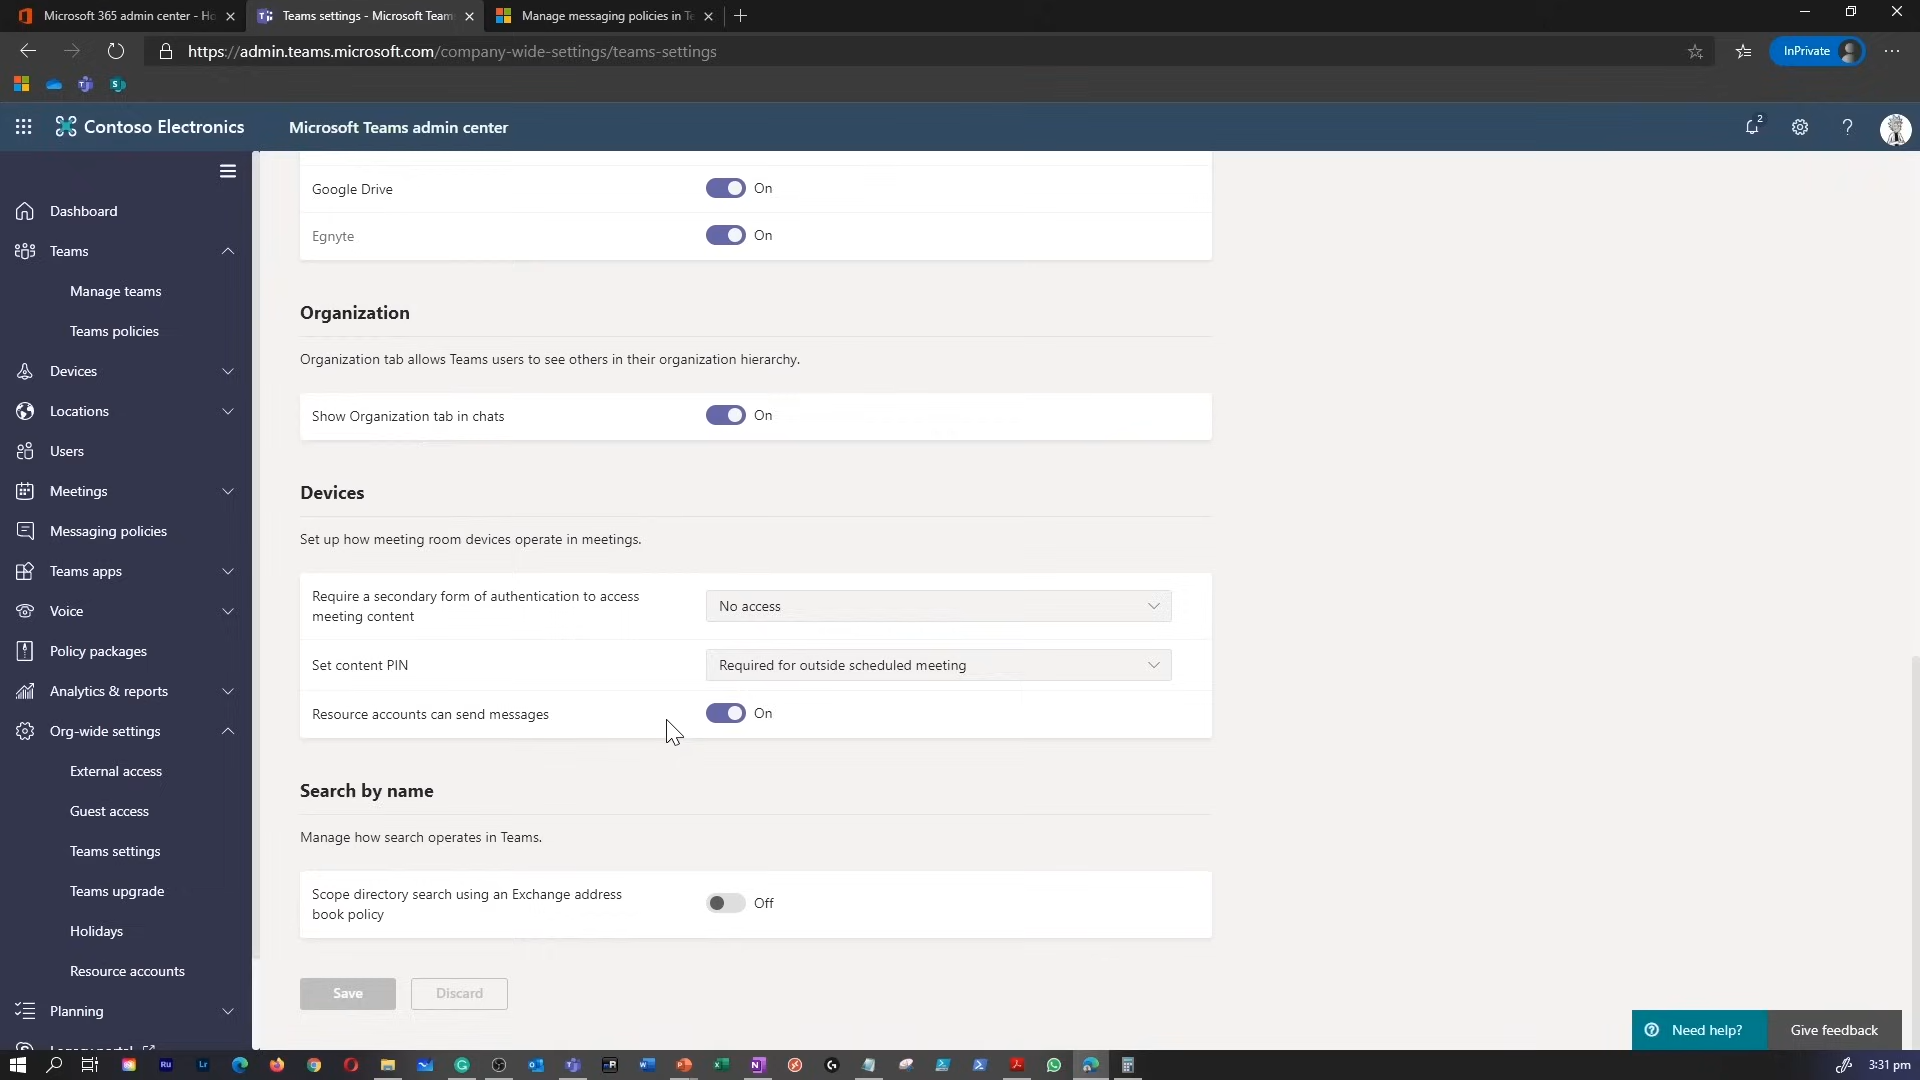 Microsoft 365 admin center - Ho
Teams settings - Microsoft Team
Manage messaging policies in Te
https://admin.teams.microsoft.com/company-wide-settings/teams-settings
InPrivate
Contoso Electronics
Microsoft Teams admin center
2
?
Dashboard
Teams
Manage teams
Teams policies
Devices
Locations
Users
Meetings
Messaging policies
Teams apps
Voice
Policy packages
Analytics & reports
Org-wide settings
External access
Guest access
Teams settings
Teams upgrade
Holidays
Resource accounts
Planning
Legacy portal
Google Drive
On
Egnyte
On
Organization
Organization tab allows Teams users to see others in their organization hierarchy.
Show Organization tab in chats
On
Devices
Set up how meeting room devices operate in meetings.
Require a secondary form of authentication to access
meeting content
No access
Set content PIN
Required for outside scheduled meeting
Resource accounts can send messages
On
Search by name
Manage how search operates in Teams.
Scope directory search using an Exchange address
book policy
Off
Save
Discard
Need help?
Give feedback
Ru
Lr
3:31 pm